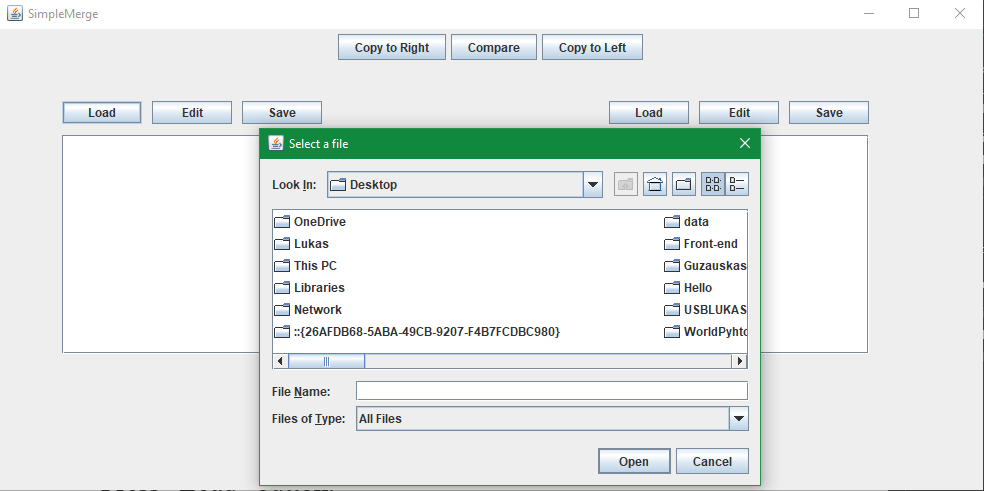 SimpleMerge
Copy to Right Compare Copy to Left
Load Edit Save Load Edit Save
Select a file
Look In: Desktop
OneDrive data
Lukas Front-end
This PC Guzauskas
Libraries Hello
Network USBLUKAS
::{26AFDB68-5ABA-49CB-9207-F4B7FCDBC980} WorldPyhto
File Name:
Files of Type: All Files
Open Cancel